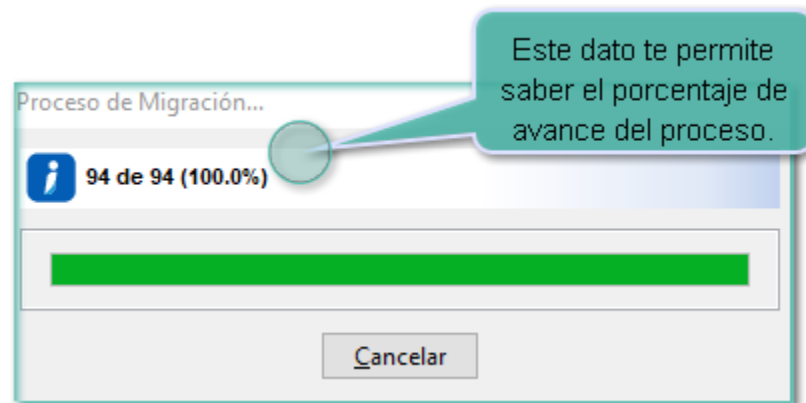 Este dato te permite
saber el porcentaje de
avance del proceso.
Proceso de Migración...
94 de 94 (100.0%)
Cancelar